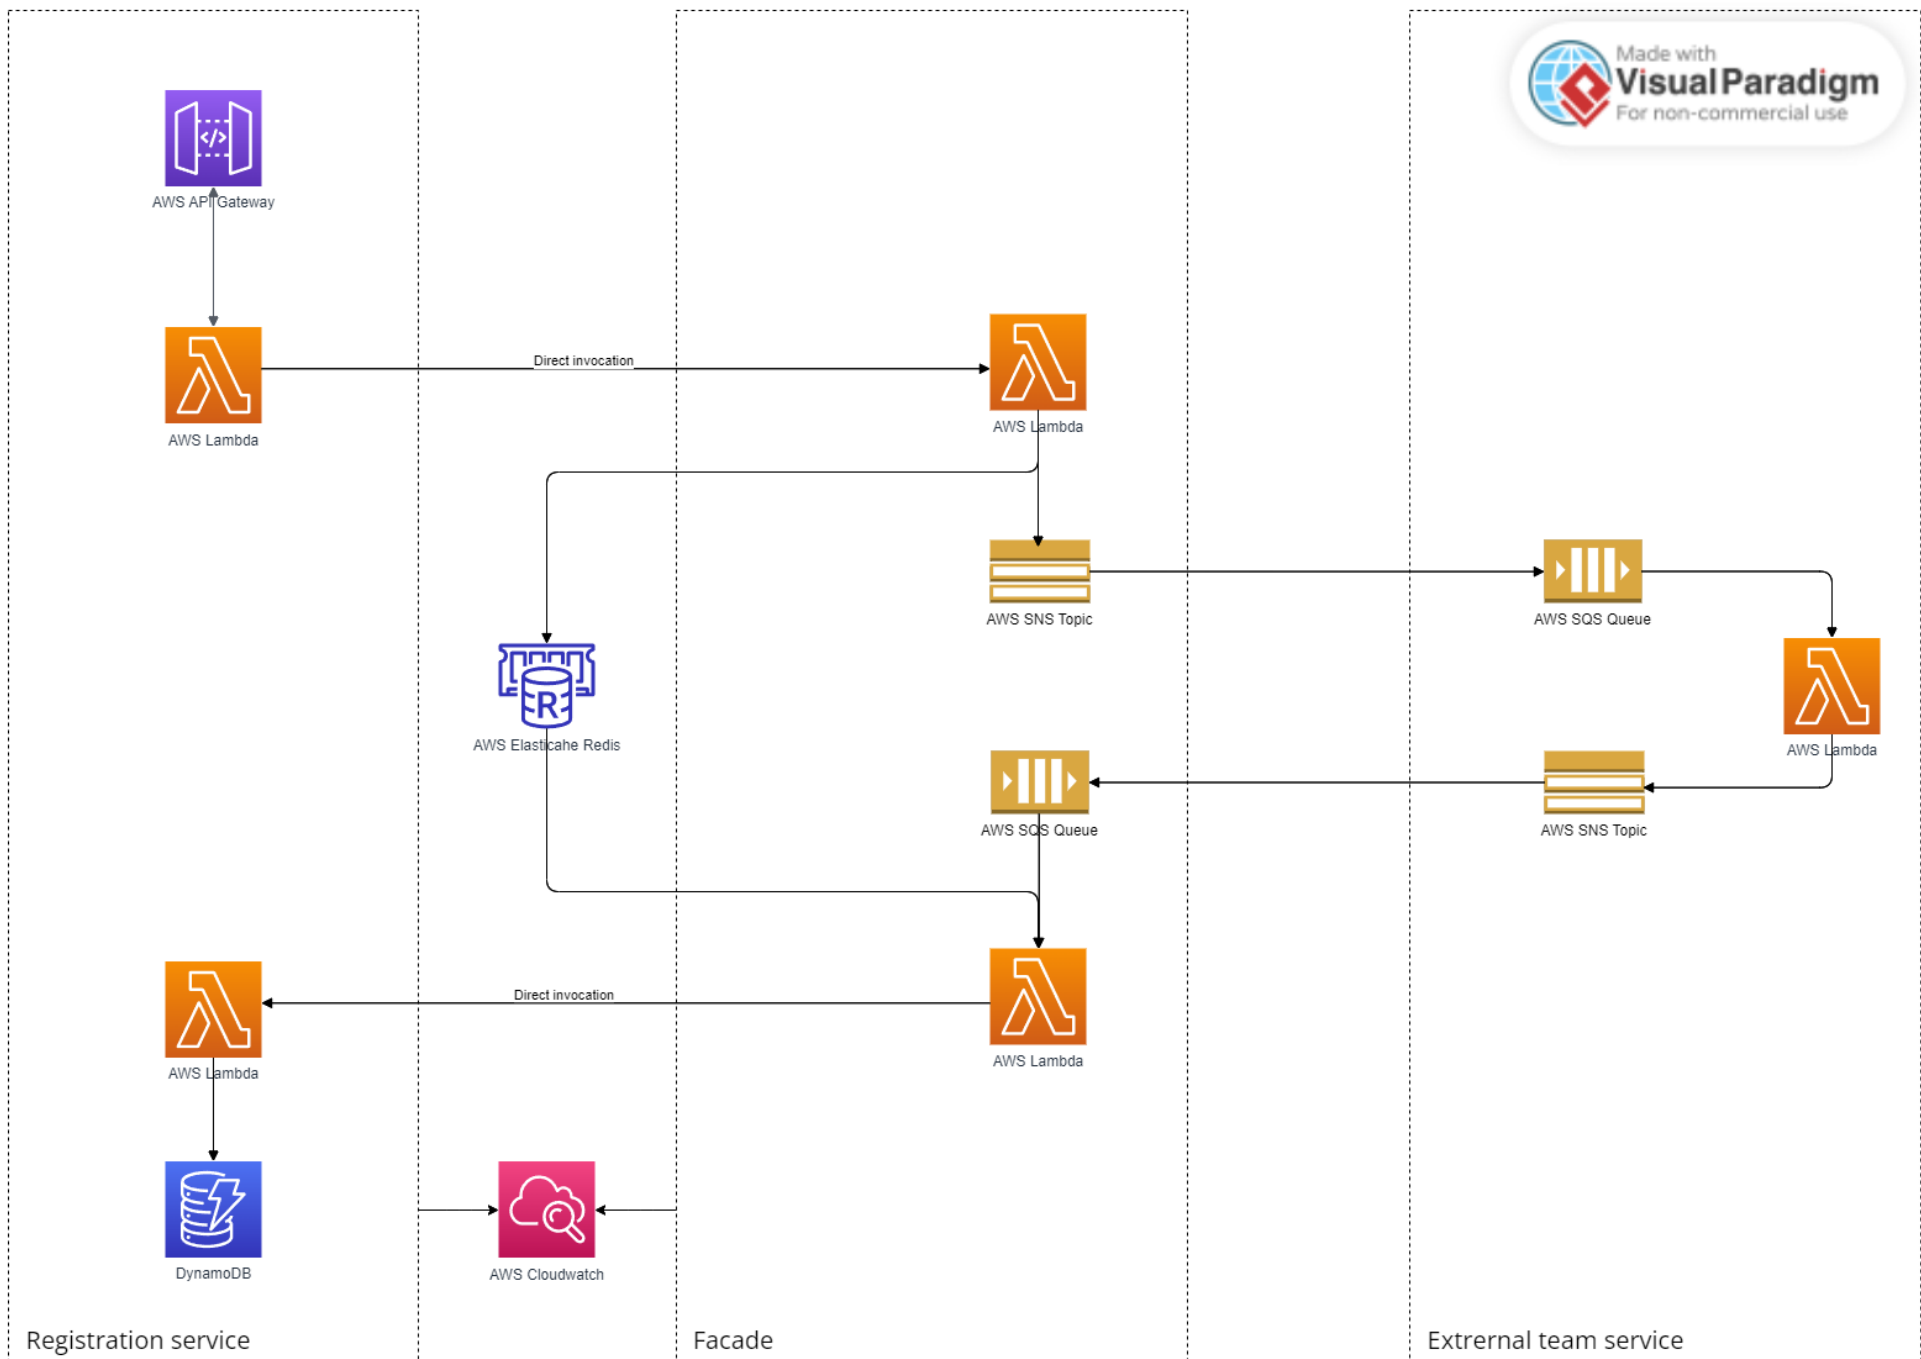 Made with
Visual Paradigm
For non-commercial use
</>
AWS API Gateway
Direct invocation
AWS Lambda
AWS Lambda
AWS SNS Topic
AWS SQS Queue
R
AWS Elasticahe Redis
AWS Lambda
AWS SQS Queue
AWS SNS Topic
Direct invocation
AWS Lambda
AWS Lambda
DynamoDB
AWS Cloudwatch
Registration service
Facade
Extrernal team service